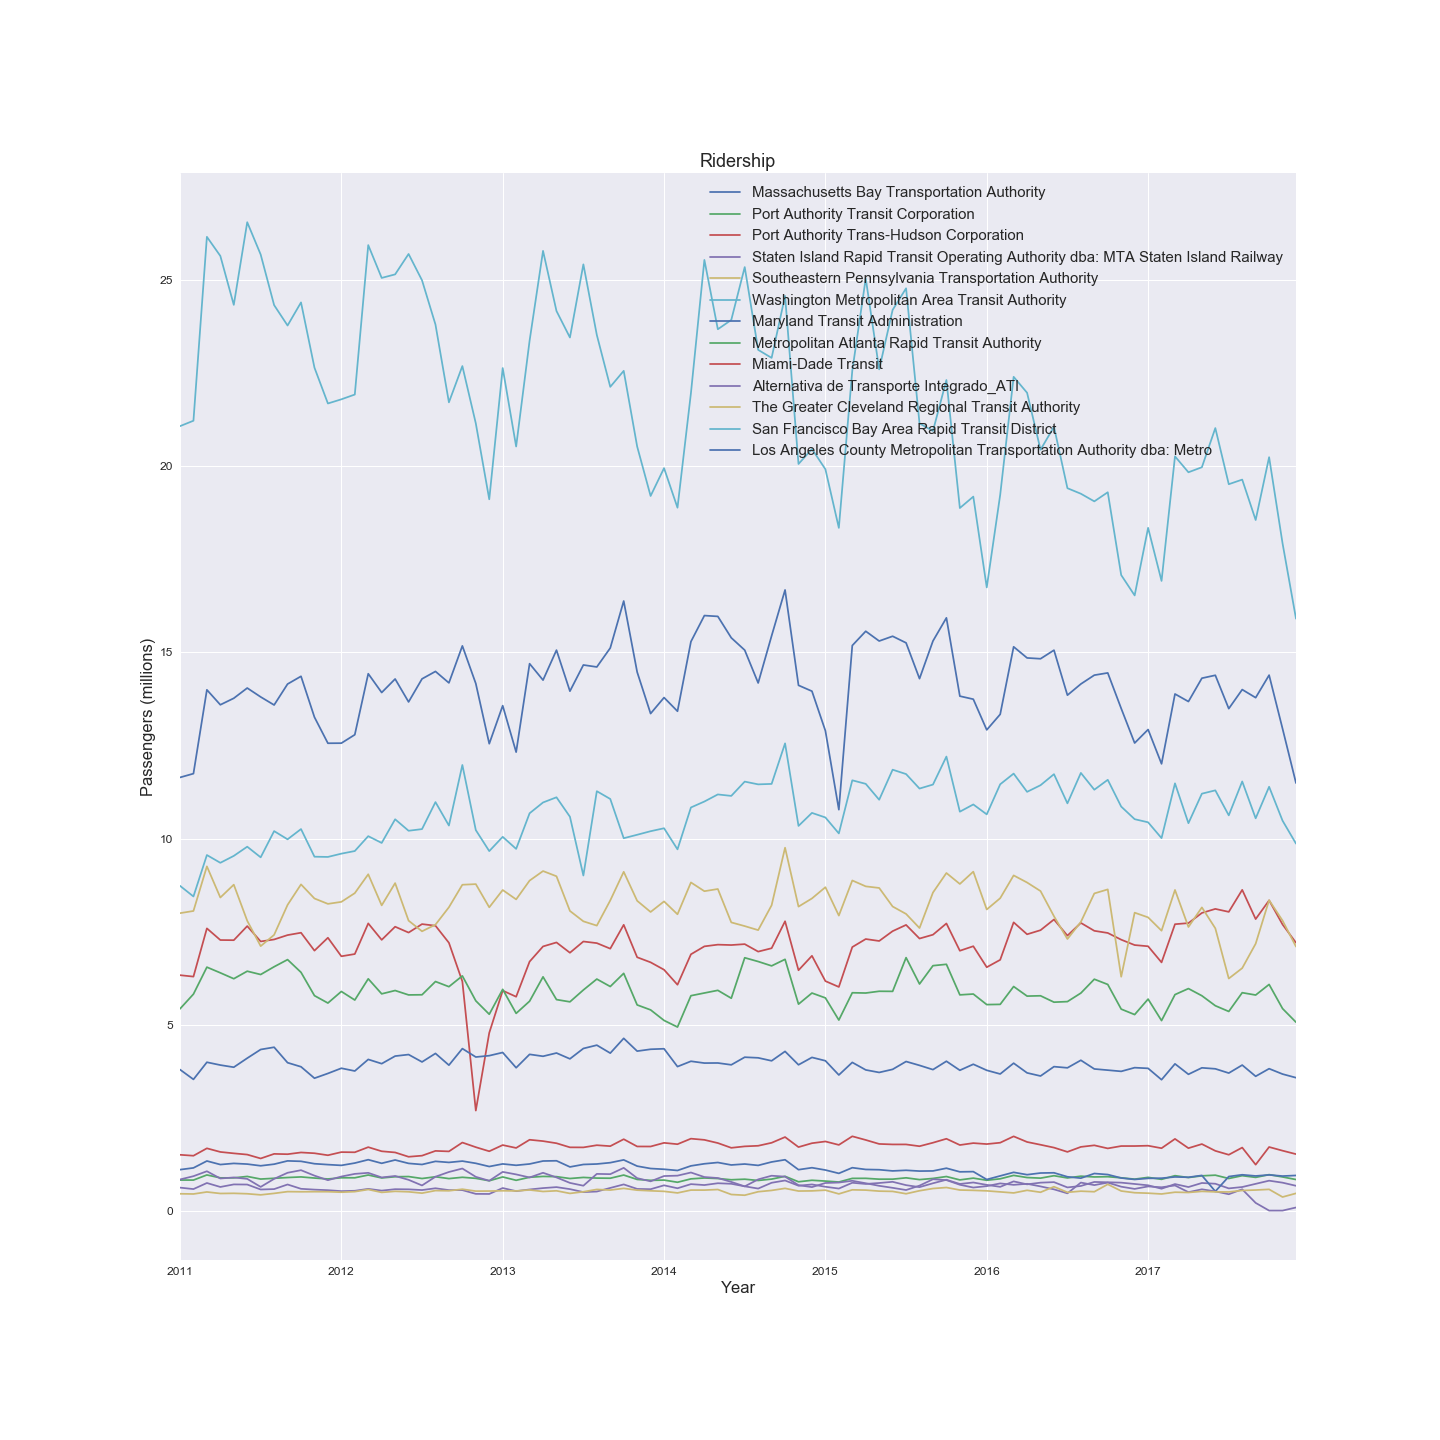 Ridership
Massachusetts Bay Transportation Authority
Port Authority Transit Corporation
Port Authority Trans-Hudson Corporation
Staten Island Rapid Transit Operating Authority dba: MTA Staten Island Railway
Southeastern Pennsylvania Transportation Authority
Washington Metropolitan Area Transit Authority
Maryland Transit Administration
Metropolitan Atlanta Rapid Transit Authority
Miami-Dade Transit
Alternativa de Transporte Integrado_ATI
The Greater Cleveland Regional Transit Authority
San Francisco Bay Area Rapid Transit District
Los Angeles County Metropolitan Transportation Authority dba: Metro
25
20
15
10
5
0
Passengers (millions)
2011 2012 2013 2014 2015 2016 2017
Year